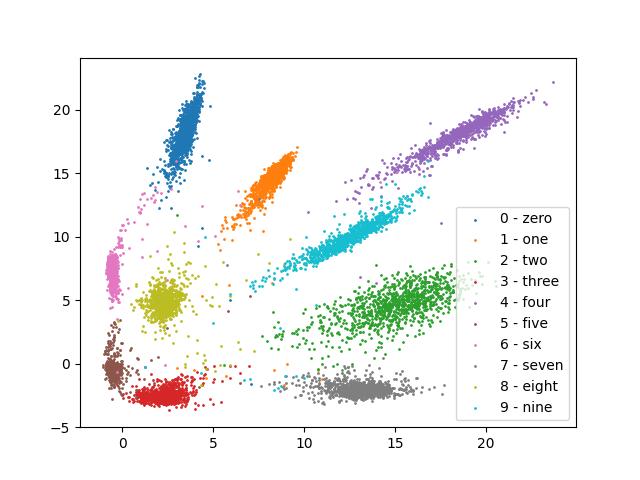 20
15
10
5
0
−5
0
5
10
15
20
0 - zero
1 - one
2 - two
3 - three
4 - four
5 - five
6 - six
7 - seven
8 - eight
9 - nine